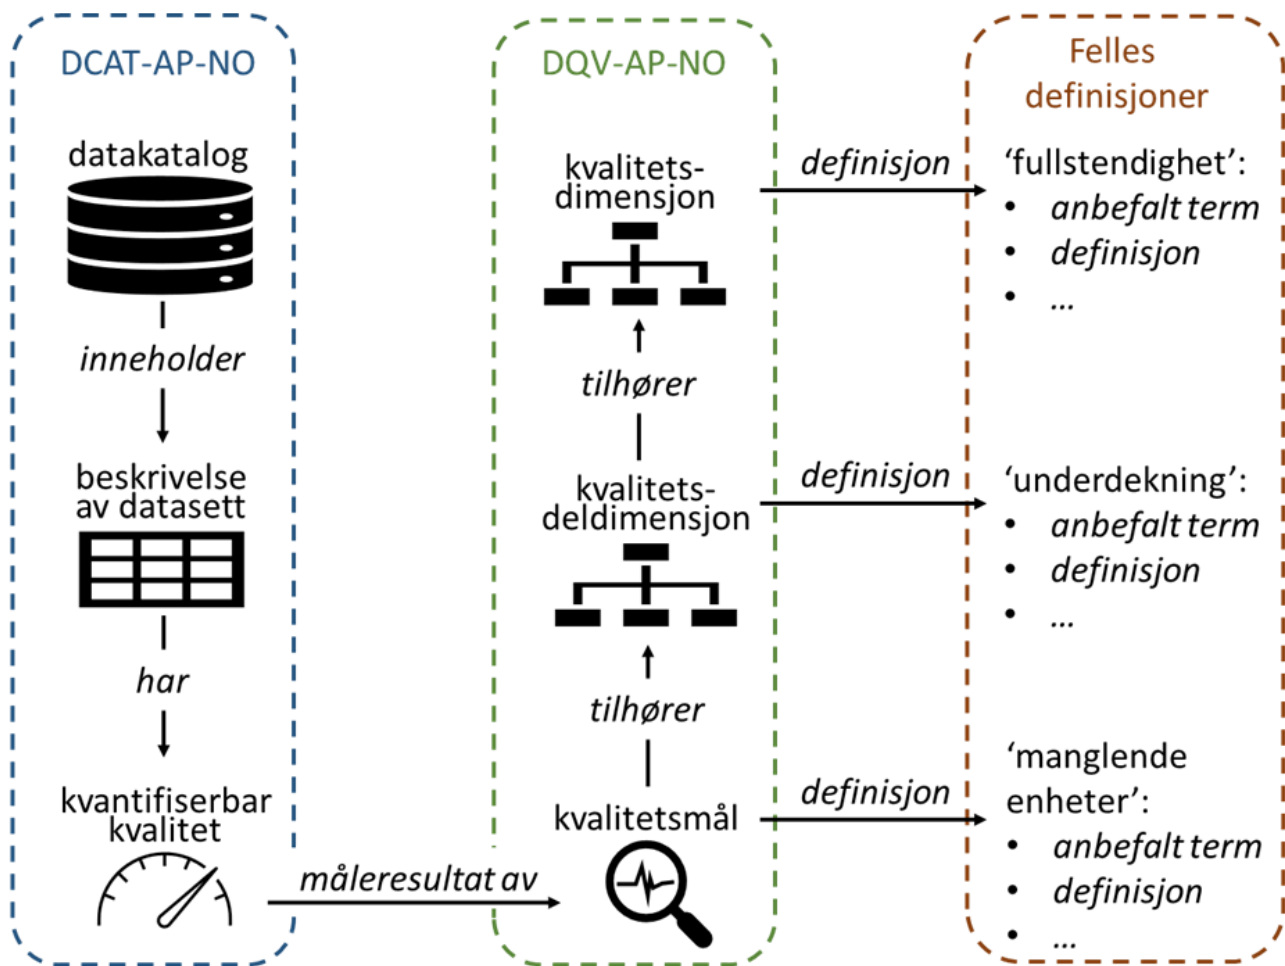 DCAT-AP-NO
datakatalog
inneholder
beskrivelse
av datasett
har
kvantifiserbar
kvalitet
måleresultat av
DQV-AP-NO
kvalitets-
dimensjon
tilhører
kvalitets-
deldimensjon
tilhører
kvalitetsmål
definisjon
definisjon
definisjon
Felles
definisjoner
‘fullstendighet’:
• anbefalt term
• definisjon
• ...
‘underdekning’:
• anbefalt term
• definisjon
• ...
‘manglende
enheter’:
• anbefalt term
• definisjon
• ...